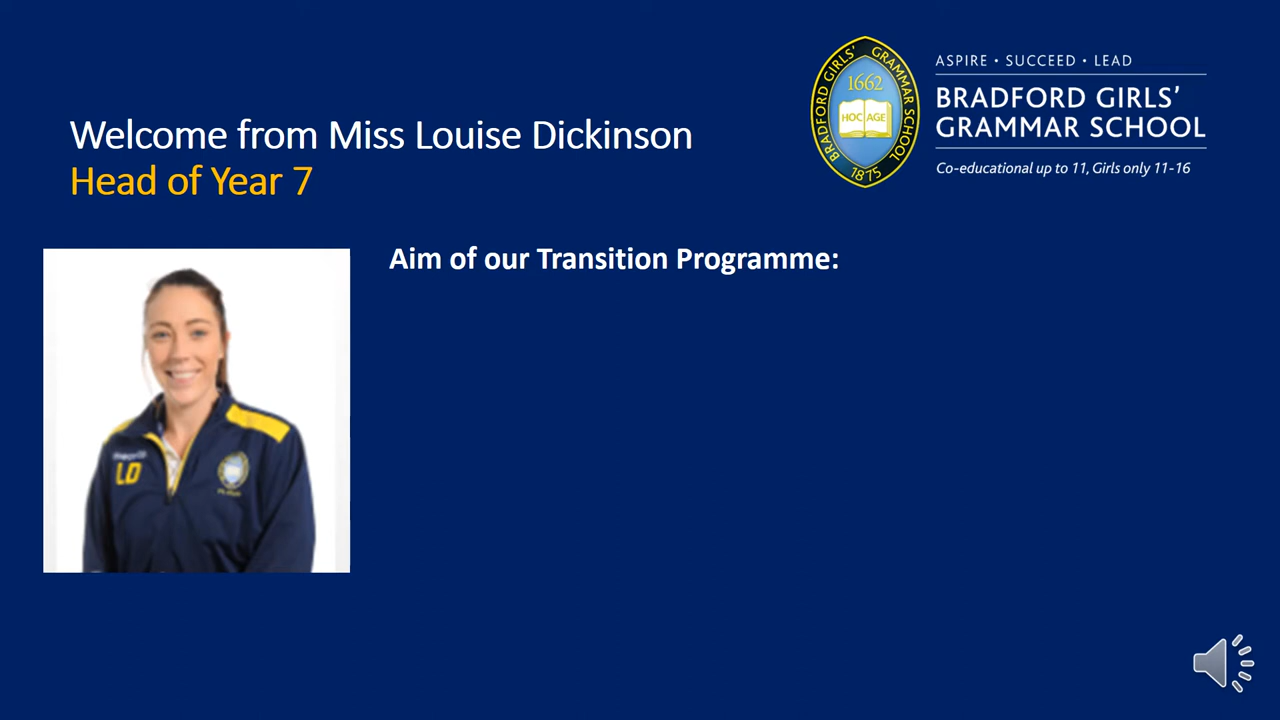 ASPIRE • SUCCEED • LEAD
BRADFORD GIRLS' GRAMMAR SCHOOL
1662
HOC AGE
1875
BRADFORD GIRLS'
GRAMMAR SCHOOL
Co-educational up to 11, Girls only 11-16
Welcome from Miss Louise Dickinson
Head of Year 7
Aim of our Transition Programme:
LD